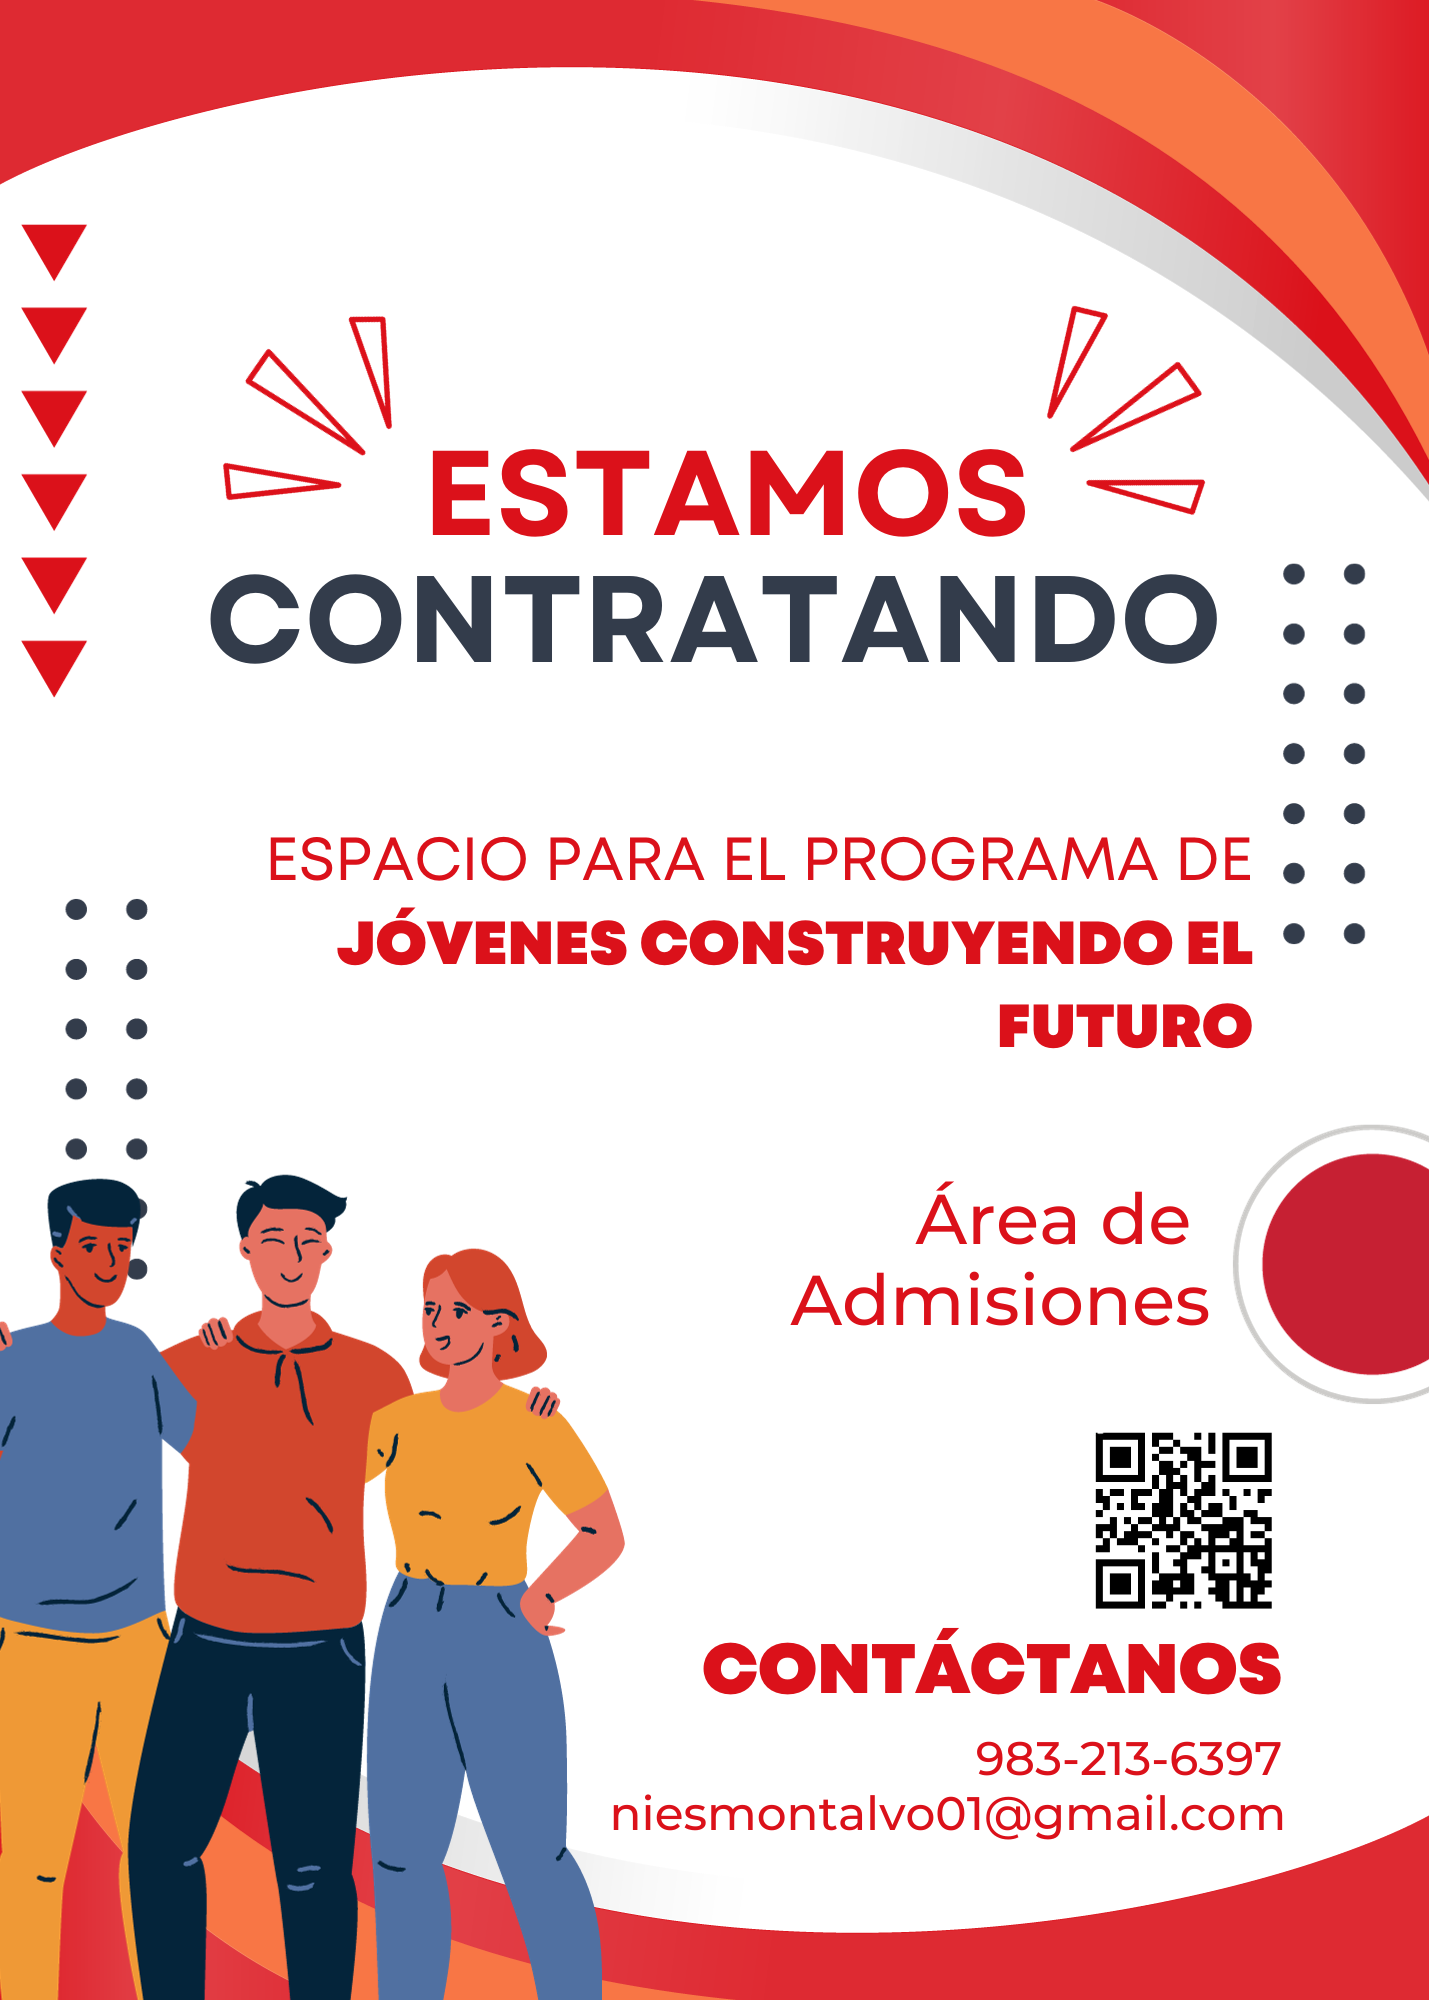 ESTAMOS
CONTRATANDO
ESPACIO PARA EL PROGRAMA DE
JÓVENES CONSTRUYENDO EL
FUTURO
Área de
Admisiones
CONTÁCTANOS
983-213-6397
niesmontalvo01@gmail.com